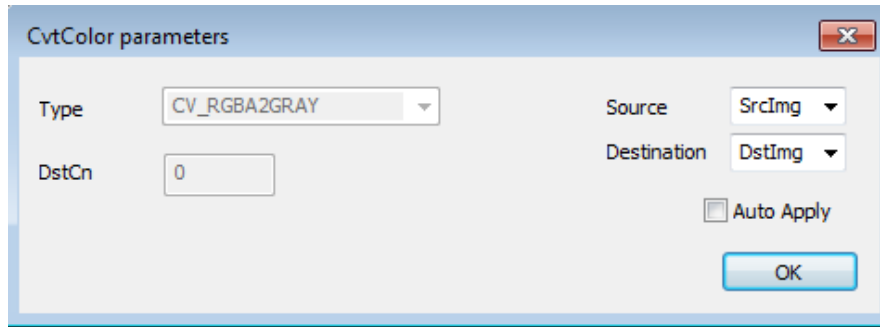 CvtColor parameters
Type CV_RGBA2GRAY Source SrcImg
Destination DstImg
DstCn 0
Auto Apply
OK